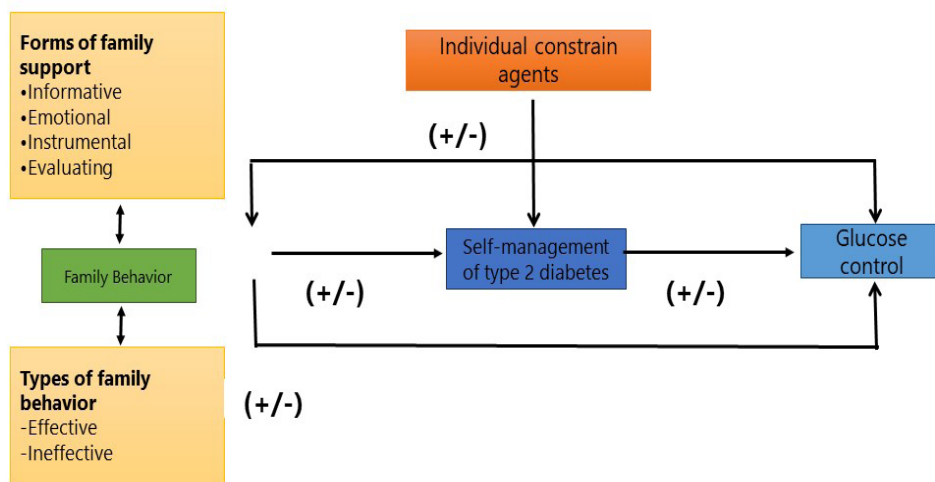 Forms of family
support
•Informative
•Emotional
•Instrumental
•Evaluating
Individual constrain
agents
(+/-)
Family Behavior
(+/-)
Self-management
of type 2 diabetes
(+/-)
Glucose
control
Types of family
behavior
-Effective
-Ineffective
(+/-)